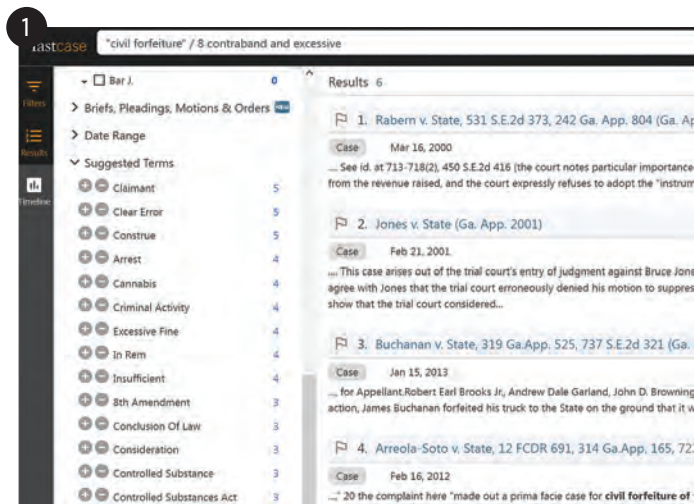 1
fastcase
"civil forfeiture" / 8 contraband and excessive
Filters
Results
Timeline
Bar J. 0
Briefs, Pleadings, Motions & Orders NEW
Date Range
Suggested Terms
Claimant 5
Clear Error 5
Construe 5
Arrest 4
Cannabis 4
Criminal Activity 4
Excessive Fine 4
In Rem 4
Insufficient 4
8th Amendment 3
Conclusion Of Law 3
Consideration 3
Controlled Substance 3
Controlled Substances Act 3
Results 6
1. Rabern v. State, 531 S.E.2d 373, 242 Ga. App. 804 (Ga. Ap
Case Mar 16, 2000
... See id. at 713-718(2), 450 S.E.2d 416 (the court notes particular importance
from the revenue raised, and the court expressly refuses to adopt the "instrum
2. Jones v. State (Ga. App. 2001)
Case Feb 21, 2001
.... This case arises out of the trial court's entry of judgment against Bruce Jone
agree with Jones that the trial court erroneously denied his motion to suppres
show that the trial court considered...
3. Buchanan v. State, 319 Ga.App. 525, 737 S.E.2d 321 (Ga.
Case Jan 15, 2013
..., for Appellant.Robert Earl Brooks Jr., Andrew Dale Garland, John D. Browning
action, James Buchanan forfeited his truck to the State on the ground that it w
4. Arreola-Soto v. State, 12 FCDR 691, 314 Ga.App. 165, 72
Case Feb 16, 2012
..." 20 the complaint here "made out a prima facie case for civil forfeiture of